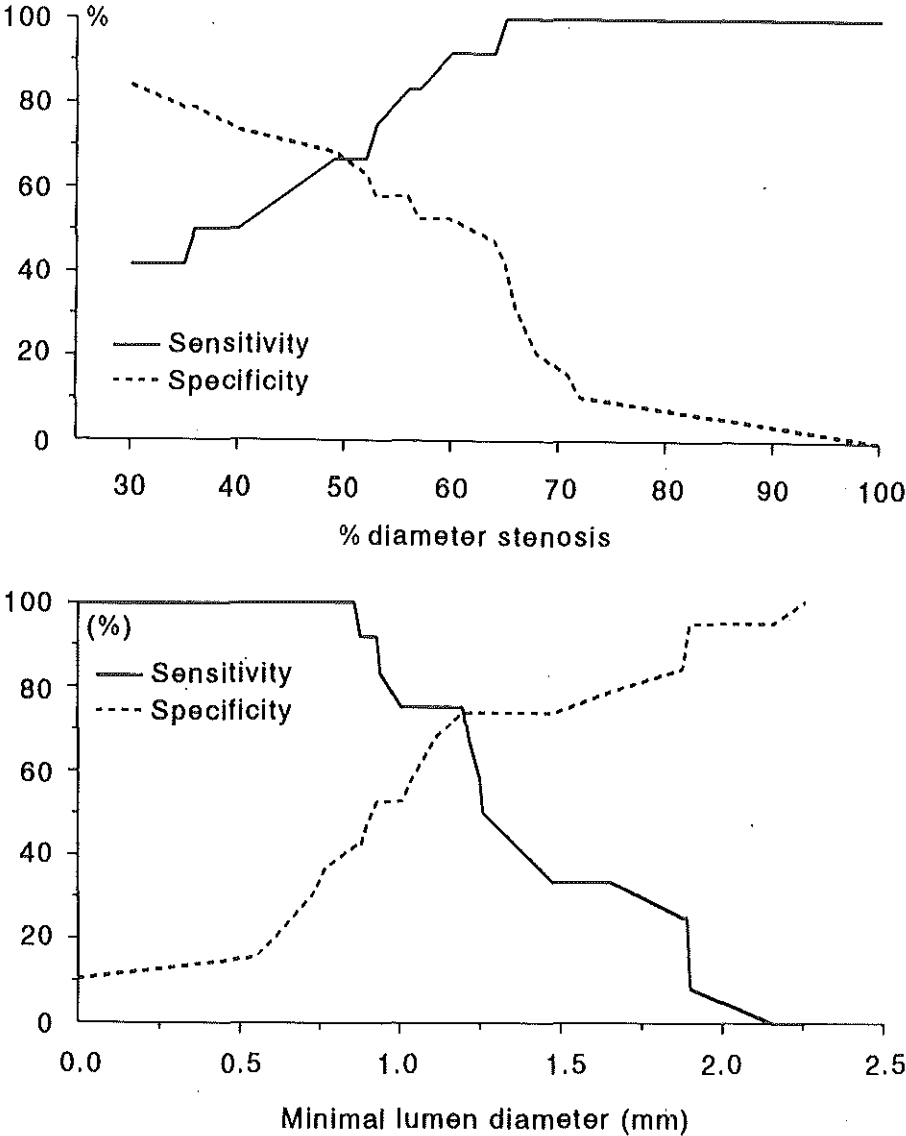 100
%
80
60
40
20
0
Sensitivity
Specificity
30 40 50 60 70 80 90 100
% diameter stenosis
100
(%)
80
60
40
20
0
Sensitivity
Specificity
0.0 0.5 1.0 1.5 2.0 2.5
Minimal lumen diameter (mm)